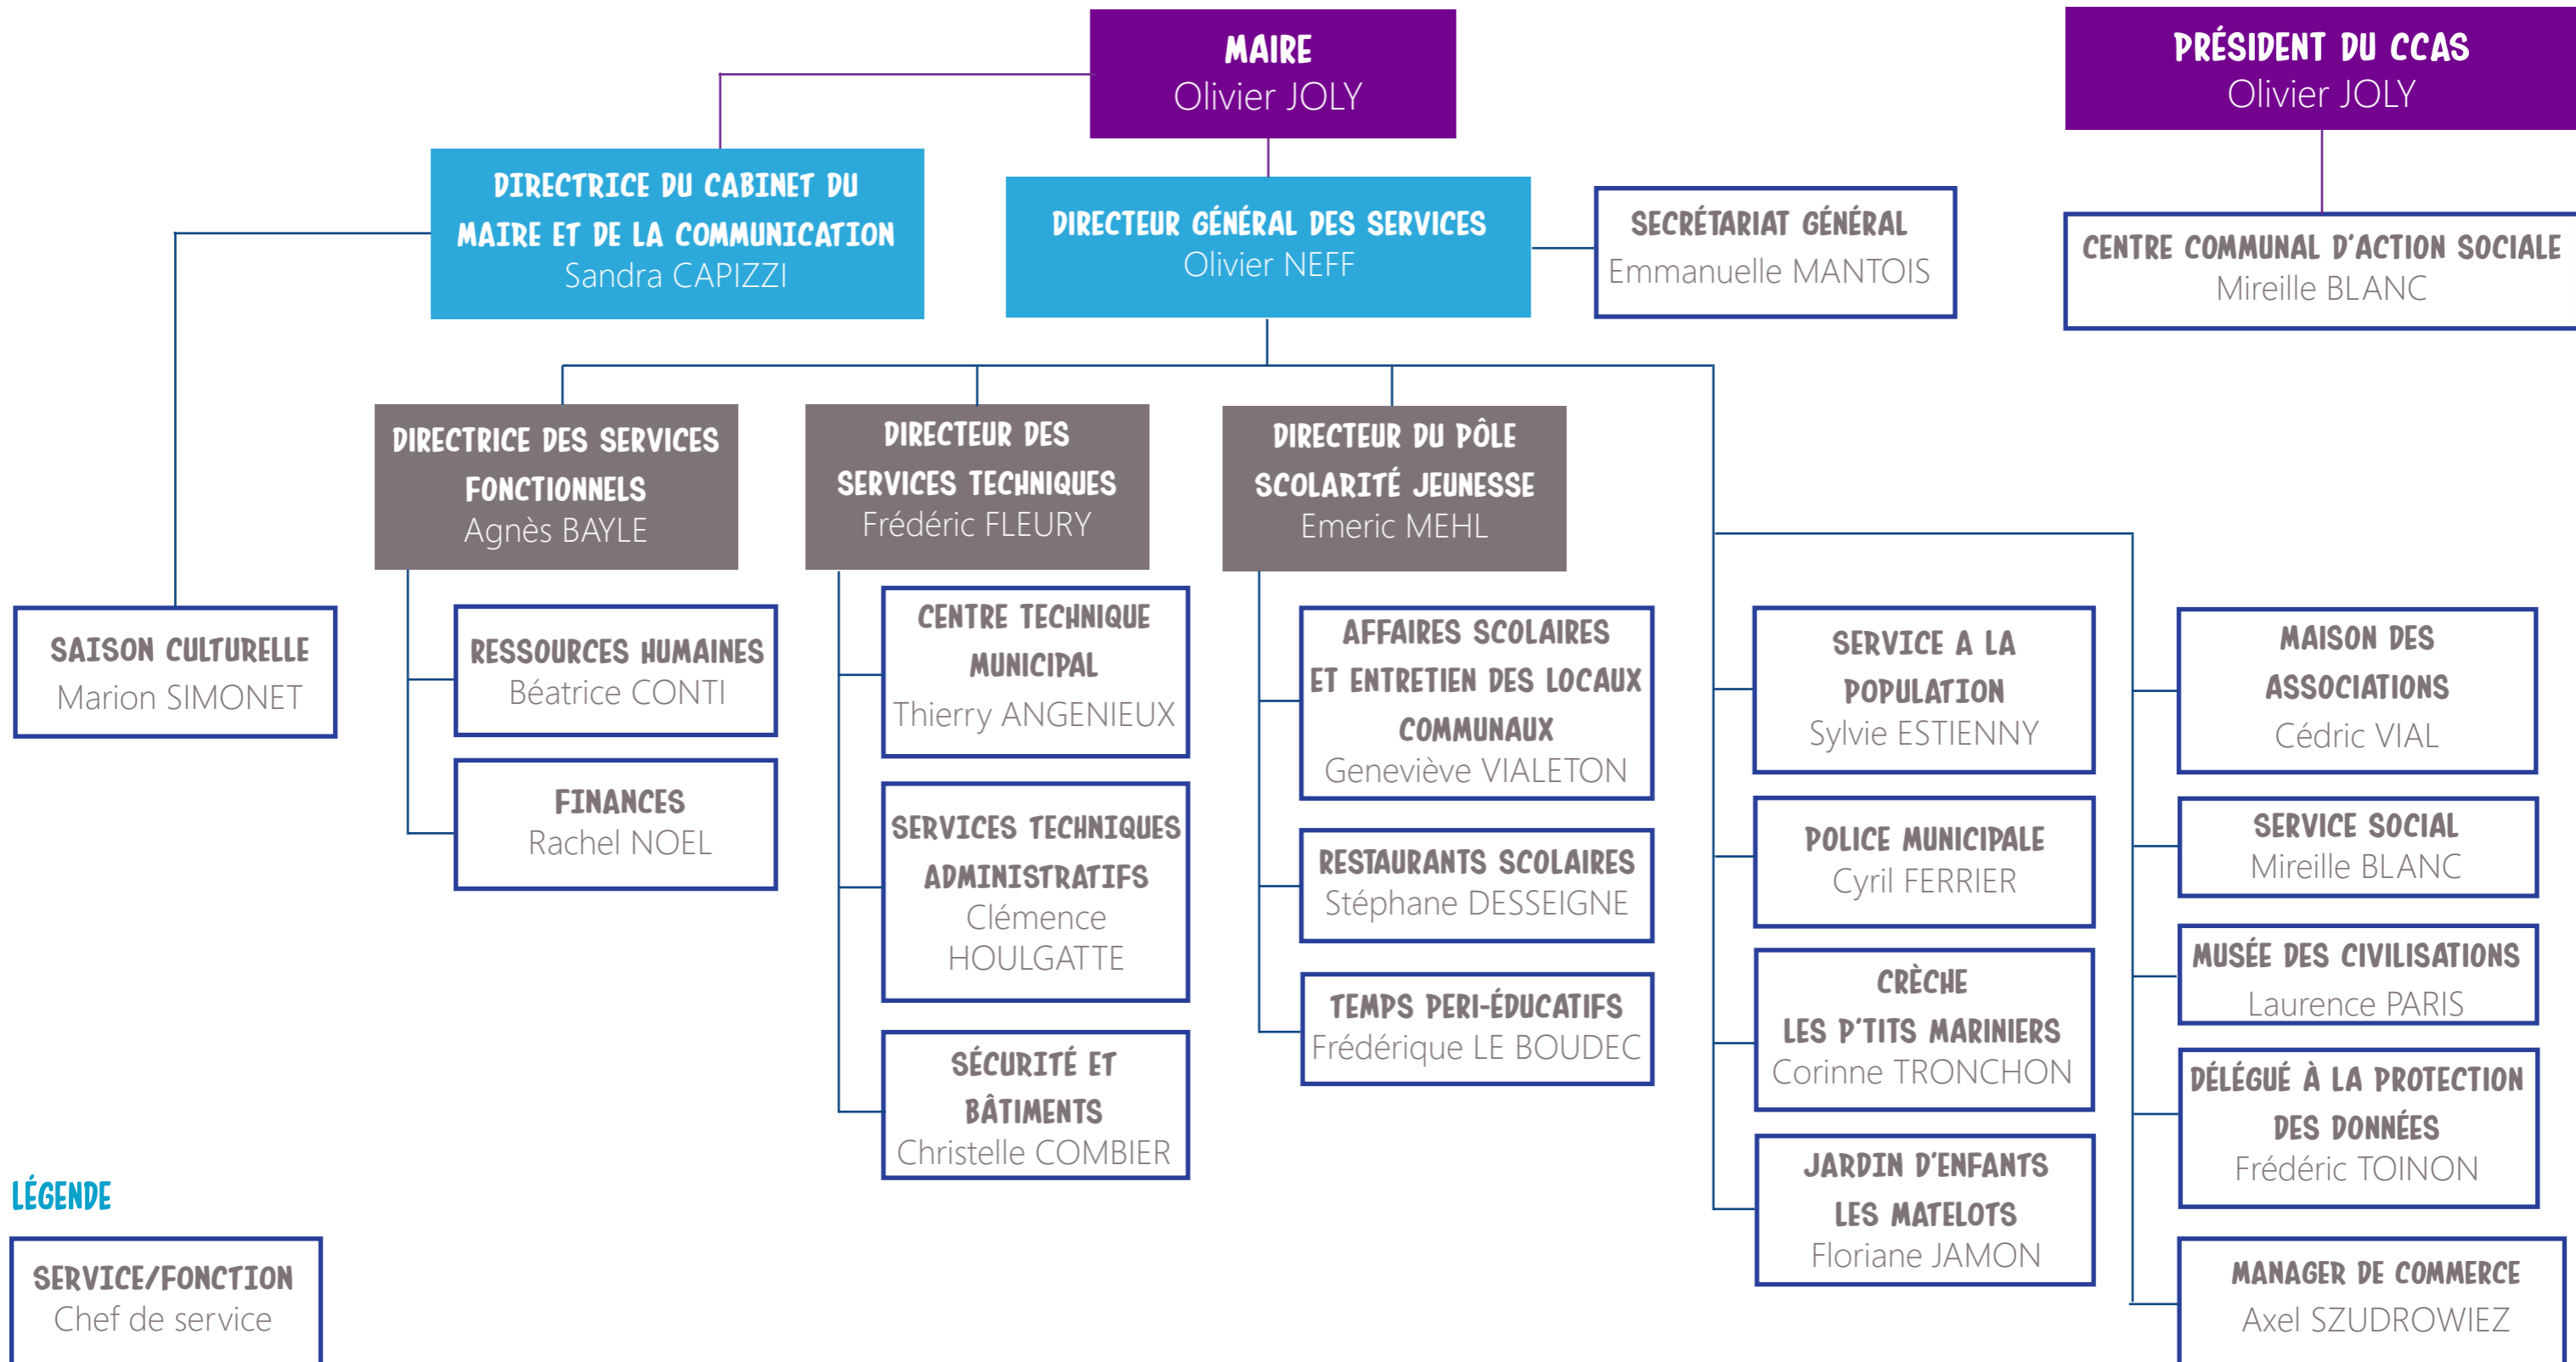 MAIRE
Olivier JOLY
PRÉSIDENT DU CCAS
Olivier JOLY
DIRECTRICE DU CABINET DU
MAIRE ET DE LA COMMUNICATION
Sandra CAPIZZI
DIRECTEUR GÉNÉRAL DES SERVICES
Olivier NEFF
SECRÉTARIAT GÉNÉRAL
Emmanuelle MANTOIS
CENTRE COMMUNAL D'ACTION SOCIALE
Mireille BLANC
DIRECTRICE DES SERVICES
FONCTIONNELS
Agnès BAYLE
DIRECTEUR DES
SERVICES TECHNIQUES
Frédéric FLEURY
DIRECTEUR DU PÔLE
SCOLARITÉ JEUNESSE
Emeric MEHL
SAISON CULTURELLE
Marion SIMONET
RESSOURCES HUMAINES
Béatrice CONTI
FINANCES
Rachel NOEL
CENTRE TECHNIQUE
MUNICIPAL
Thierry ANGENIEUX
SERVICES TECHNIQUES
ADMINISTRATIFS
Clémence
HOULGATTE
SÉCURITÉ ET
BÂTIMENTS
Christelle COMBIER
AFFAIRES SCOLAIRES
ET ENTRETIEN DES LOCAUX
COMMUNAUX
Geneviève VIALETON
RESTAURANTS SCOLAIRES
Stéphane DESSEIGNE
TEMPS PERI-ÉDUCATIFS
Frédérique LE BOUDEC
SERVICE A LA
POPULATION
Sylvie ESTIENNY
POLICE MUNICIPALE
Cyril FERRIER
CRÈCHE
LES P'TITS MARINIERS
Corinne TRONCHON
JARDIN D'ENFANTS
LES MATELOTS
Floriane JAMON
MAISON DES
ASSOCIATIONS
Cédric VIAL
SERVICE SOCIAL
Mireille BLANC
MUSÉE DES CIVILISATIONS
Laurence PARIS
DÉLÉGUÉ À LA PROTECTION
DES DONNÉES
Frédéric TOINON
MANAGER DE COMMERCE
Axel SZUDROWIEZ
LÉGENDE
SERVICE/FONCTION
Chef de service